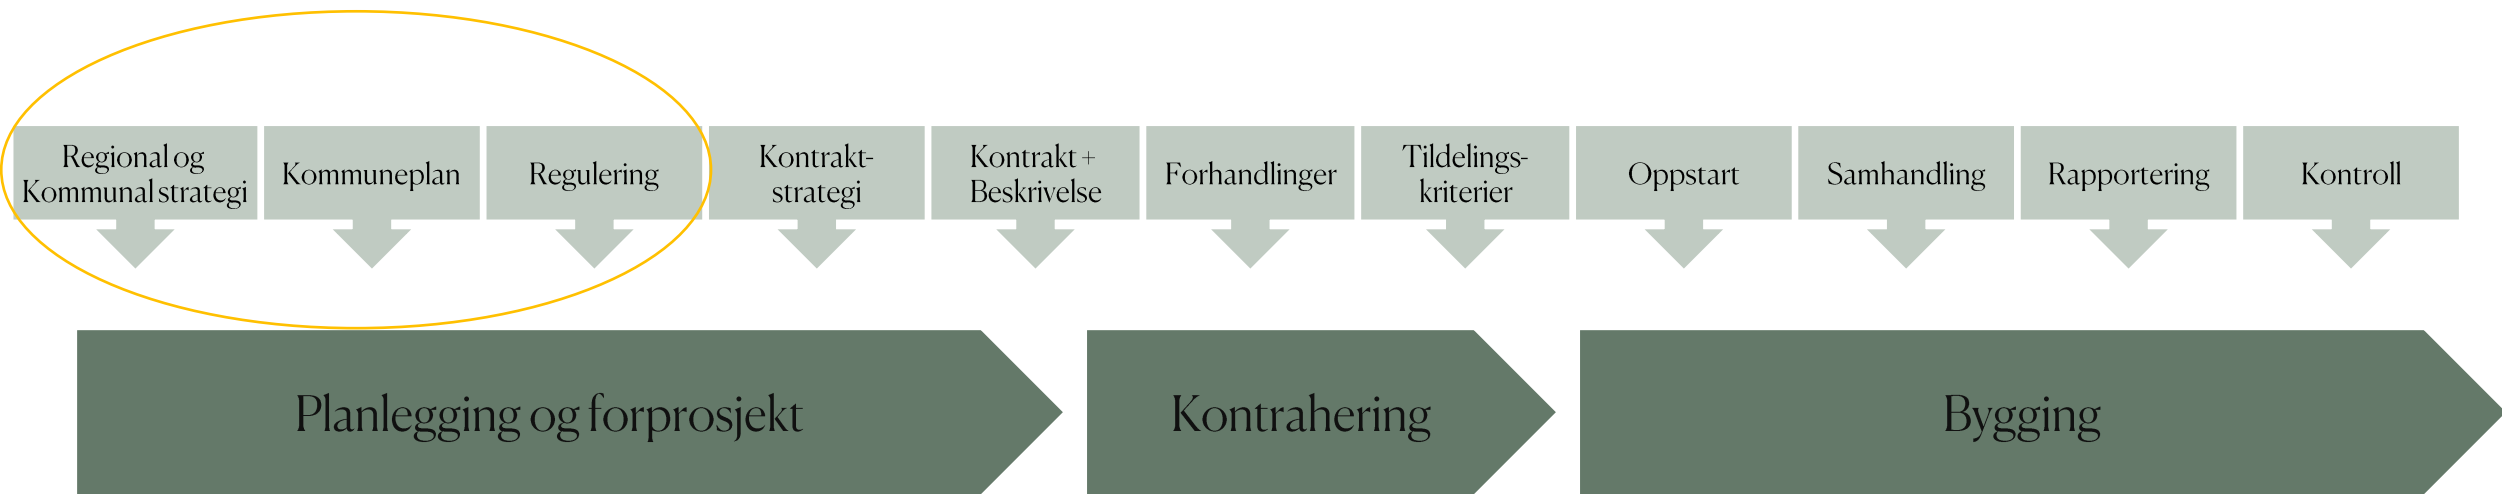 Regional og
Kommunal strategi
Kommuneplan
Regulering
Kontrakt-
strategi
Kontrakt +
Beskrivelse
Forhandlinger
Tildelings-
kriterier
Oppstart
Samhandling
Rapportering
Kontroll
Planlegging og forprosjekt
Kontrahering
Bygging